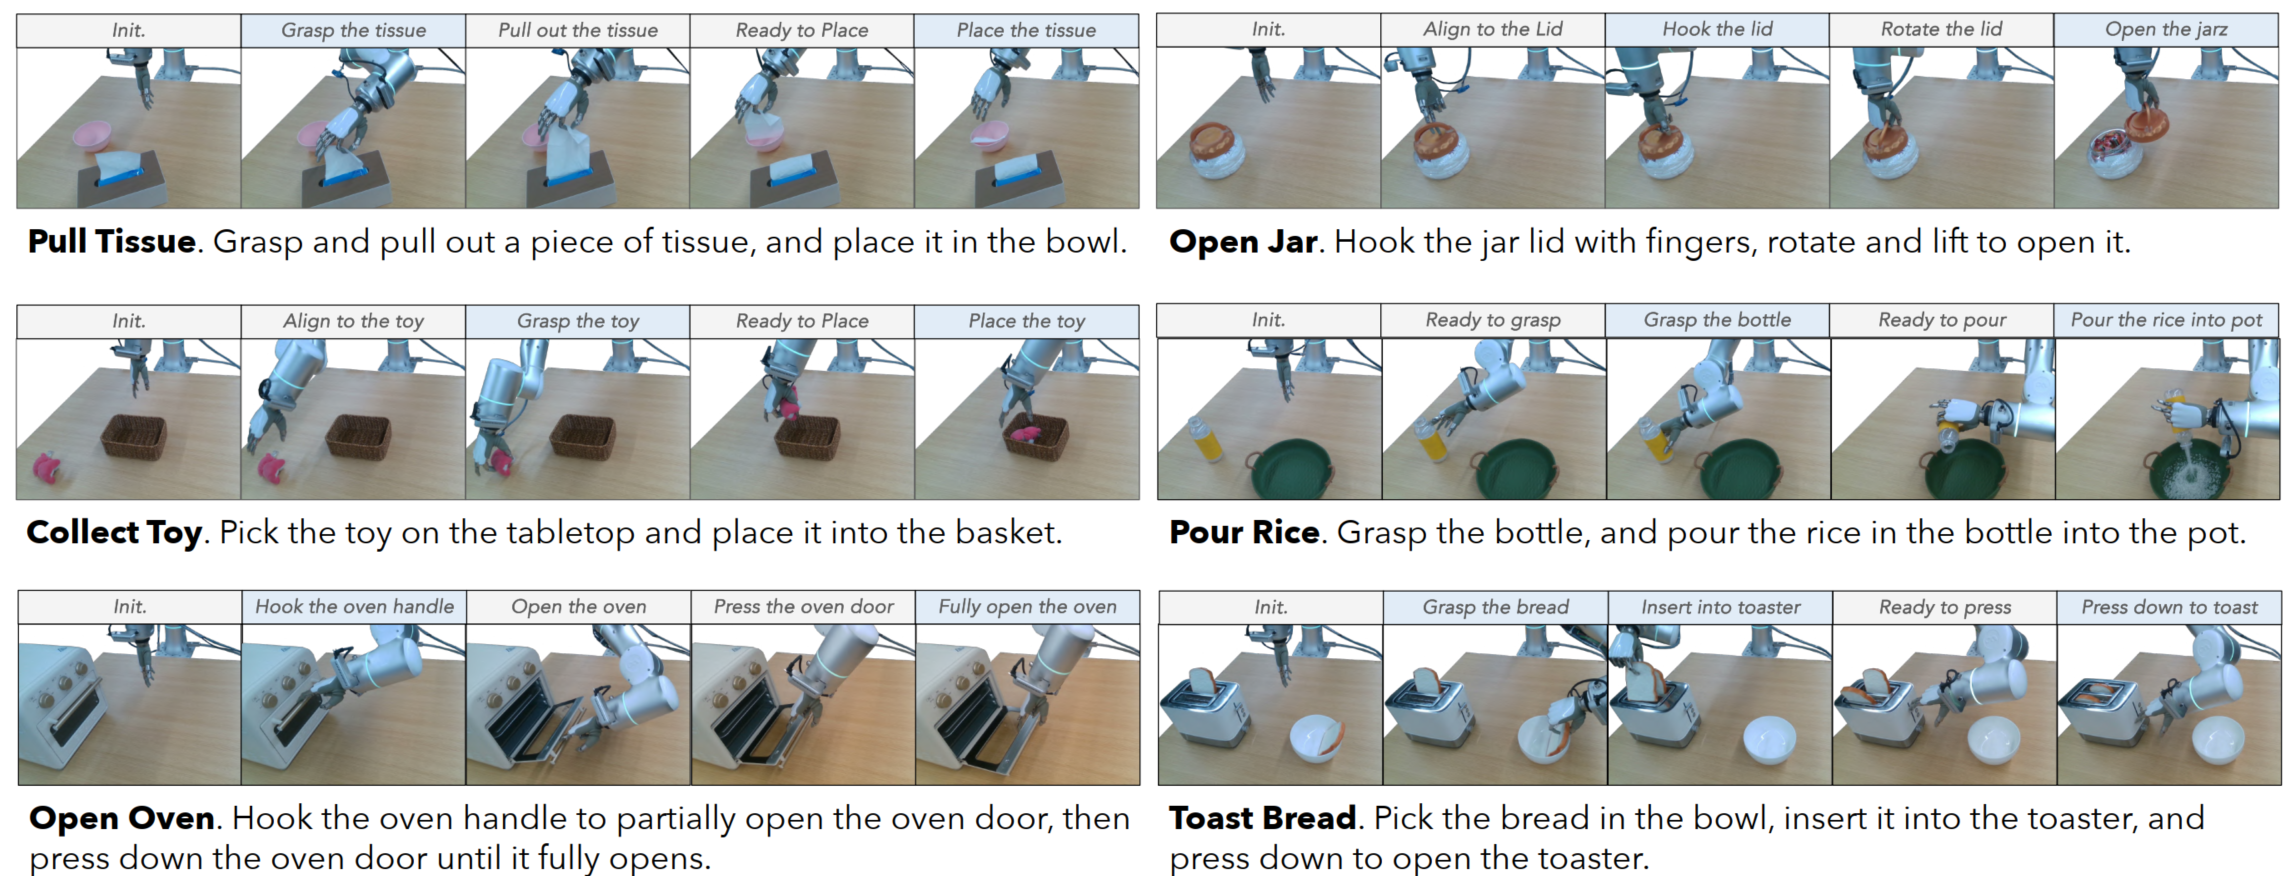 Init. Grasp the tissue Pull out the tissue Ready to Place Place the tissue
Pull Tissue. Grasp and pull out a piece of tissue, and place it in the bowl.
Init. Align to the Lid Hook the lid Rotate the lid Open the jarz
Open Jar. Hook the jar lid with fingers, rotate and lift to open it.
Init. Align to the toy Grasp the toy Ready to Place Place the toy
Collect Toy. Pick the toy on the tabletop and place it into the basket.
Init. Ready to grasp Grasp the bottle Ready to pour Pour the rice into pot
Pour Rice. Grasp the bottle, and pour the rice in the bottle into the pot.
Init. Hook the oven handle Open the oven Press the oven door Fully open the oven
Open Oven. Hook the oven handle to partially open the oven door, then
press down the oven door until it fully opens.
Init. Grasp the bread Insert into toaster Ready to press Press down to toast
Toast Bread. Pick the bread in the bowl, insert it into the toaster, and
press down to open the toaster.